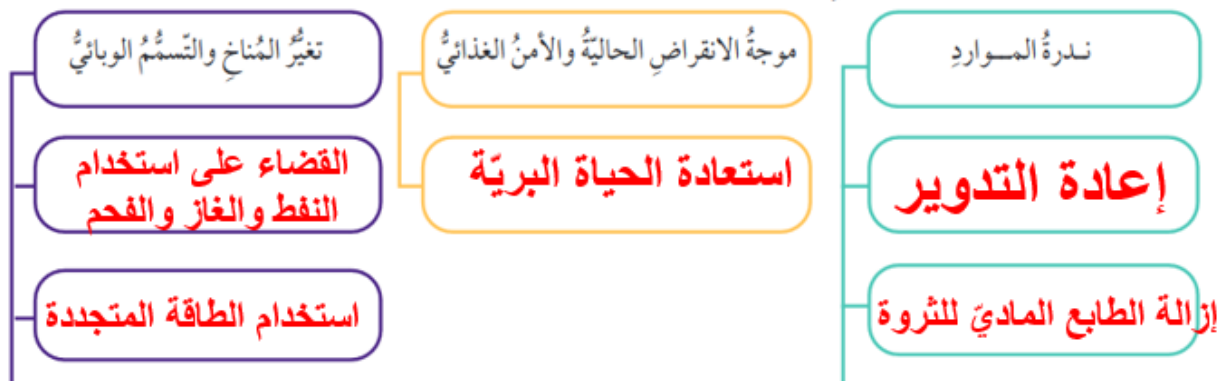 نـدرةُ المـــواردِ
إعادة التدوير
إزالة الطابع الماديّ للثروة
موجةُ الانقراضِ الحاليّةُ والأمنُ الغذائيُّ
استعادة الحياة البريّة
تغيُّرُ المُناخِ والتّسمُّمُ الوبائيُّ
القضاء على استخدام
النفط والغاز والفحم
استخدام الطاقة المتجددة